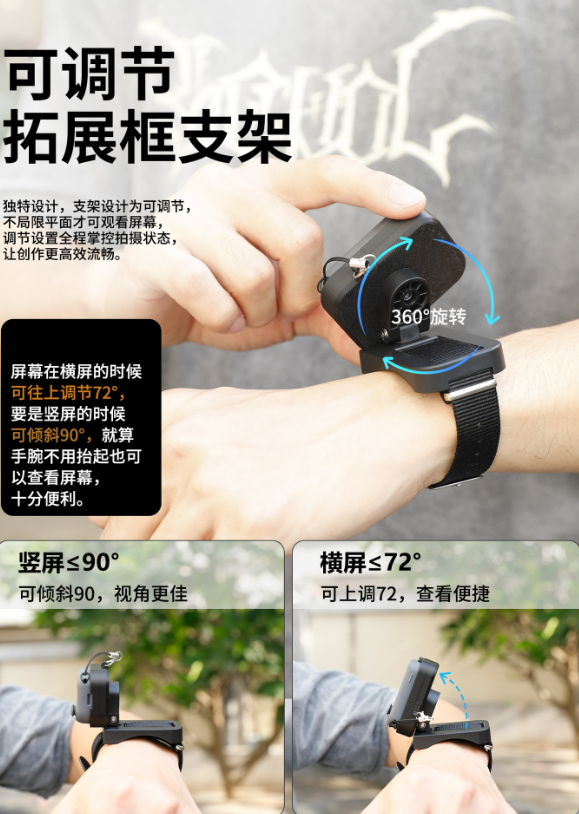 可调节
拓展框支架
独特设计，支架设计为可调节，
不局限平面才可观看屏幕，
调节设置全程掌控拍摄状态，
让创作更高效流畅。
360°旋转
屏幕在横屏的时候
可往上调节72°，
要是竖屏的时候
可倾斜90°，就算
手腕不用抬起也可
以查看屏幕，
十分便利。
竖屏≤90°
可倾斜90，视角更佳
横屏≤72°
可上调72，查看便捷